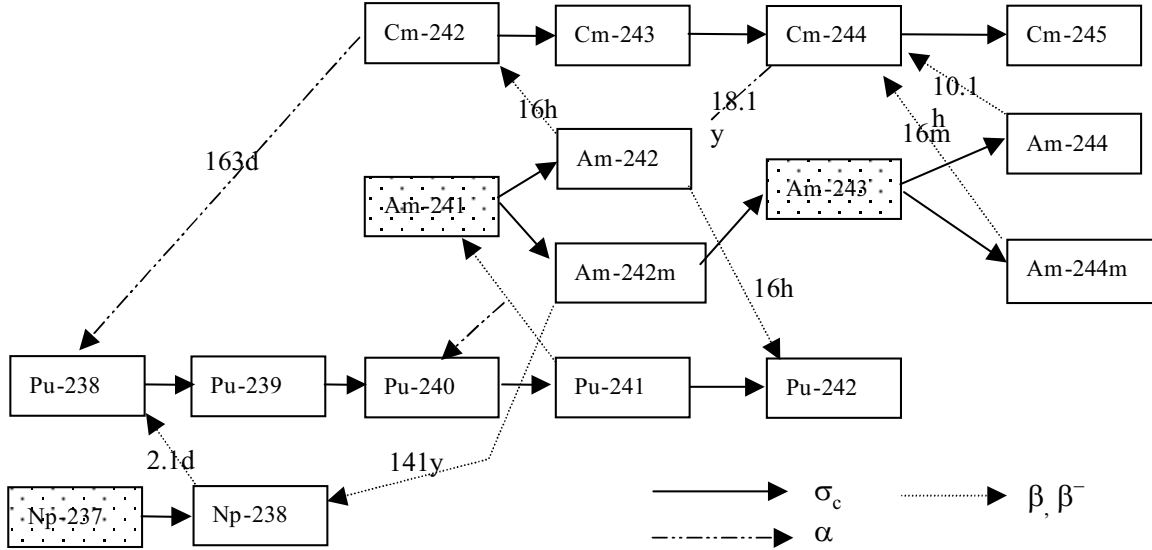 Cm-242
Cm-243
Cm-244
Cm-245
16h
18.1
y
10.1
h
16m
163d
Am-242
Am-244
Am-241
Am-243
Am-242m
Am-244m
16h
Pu-238
Pu-239
Pu-240
Pu-241
Pu-242
2.1d
141y
Np-237
Np-238
σc
β, β−
α